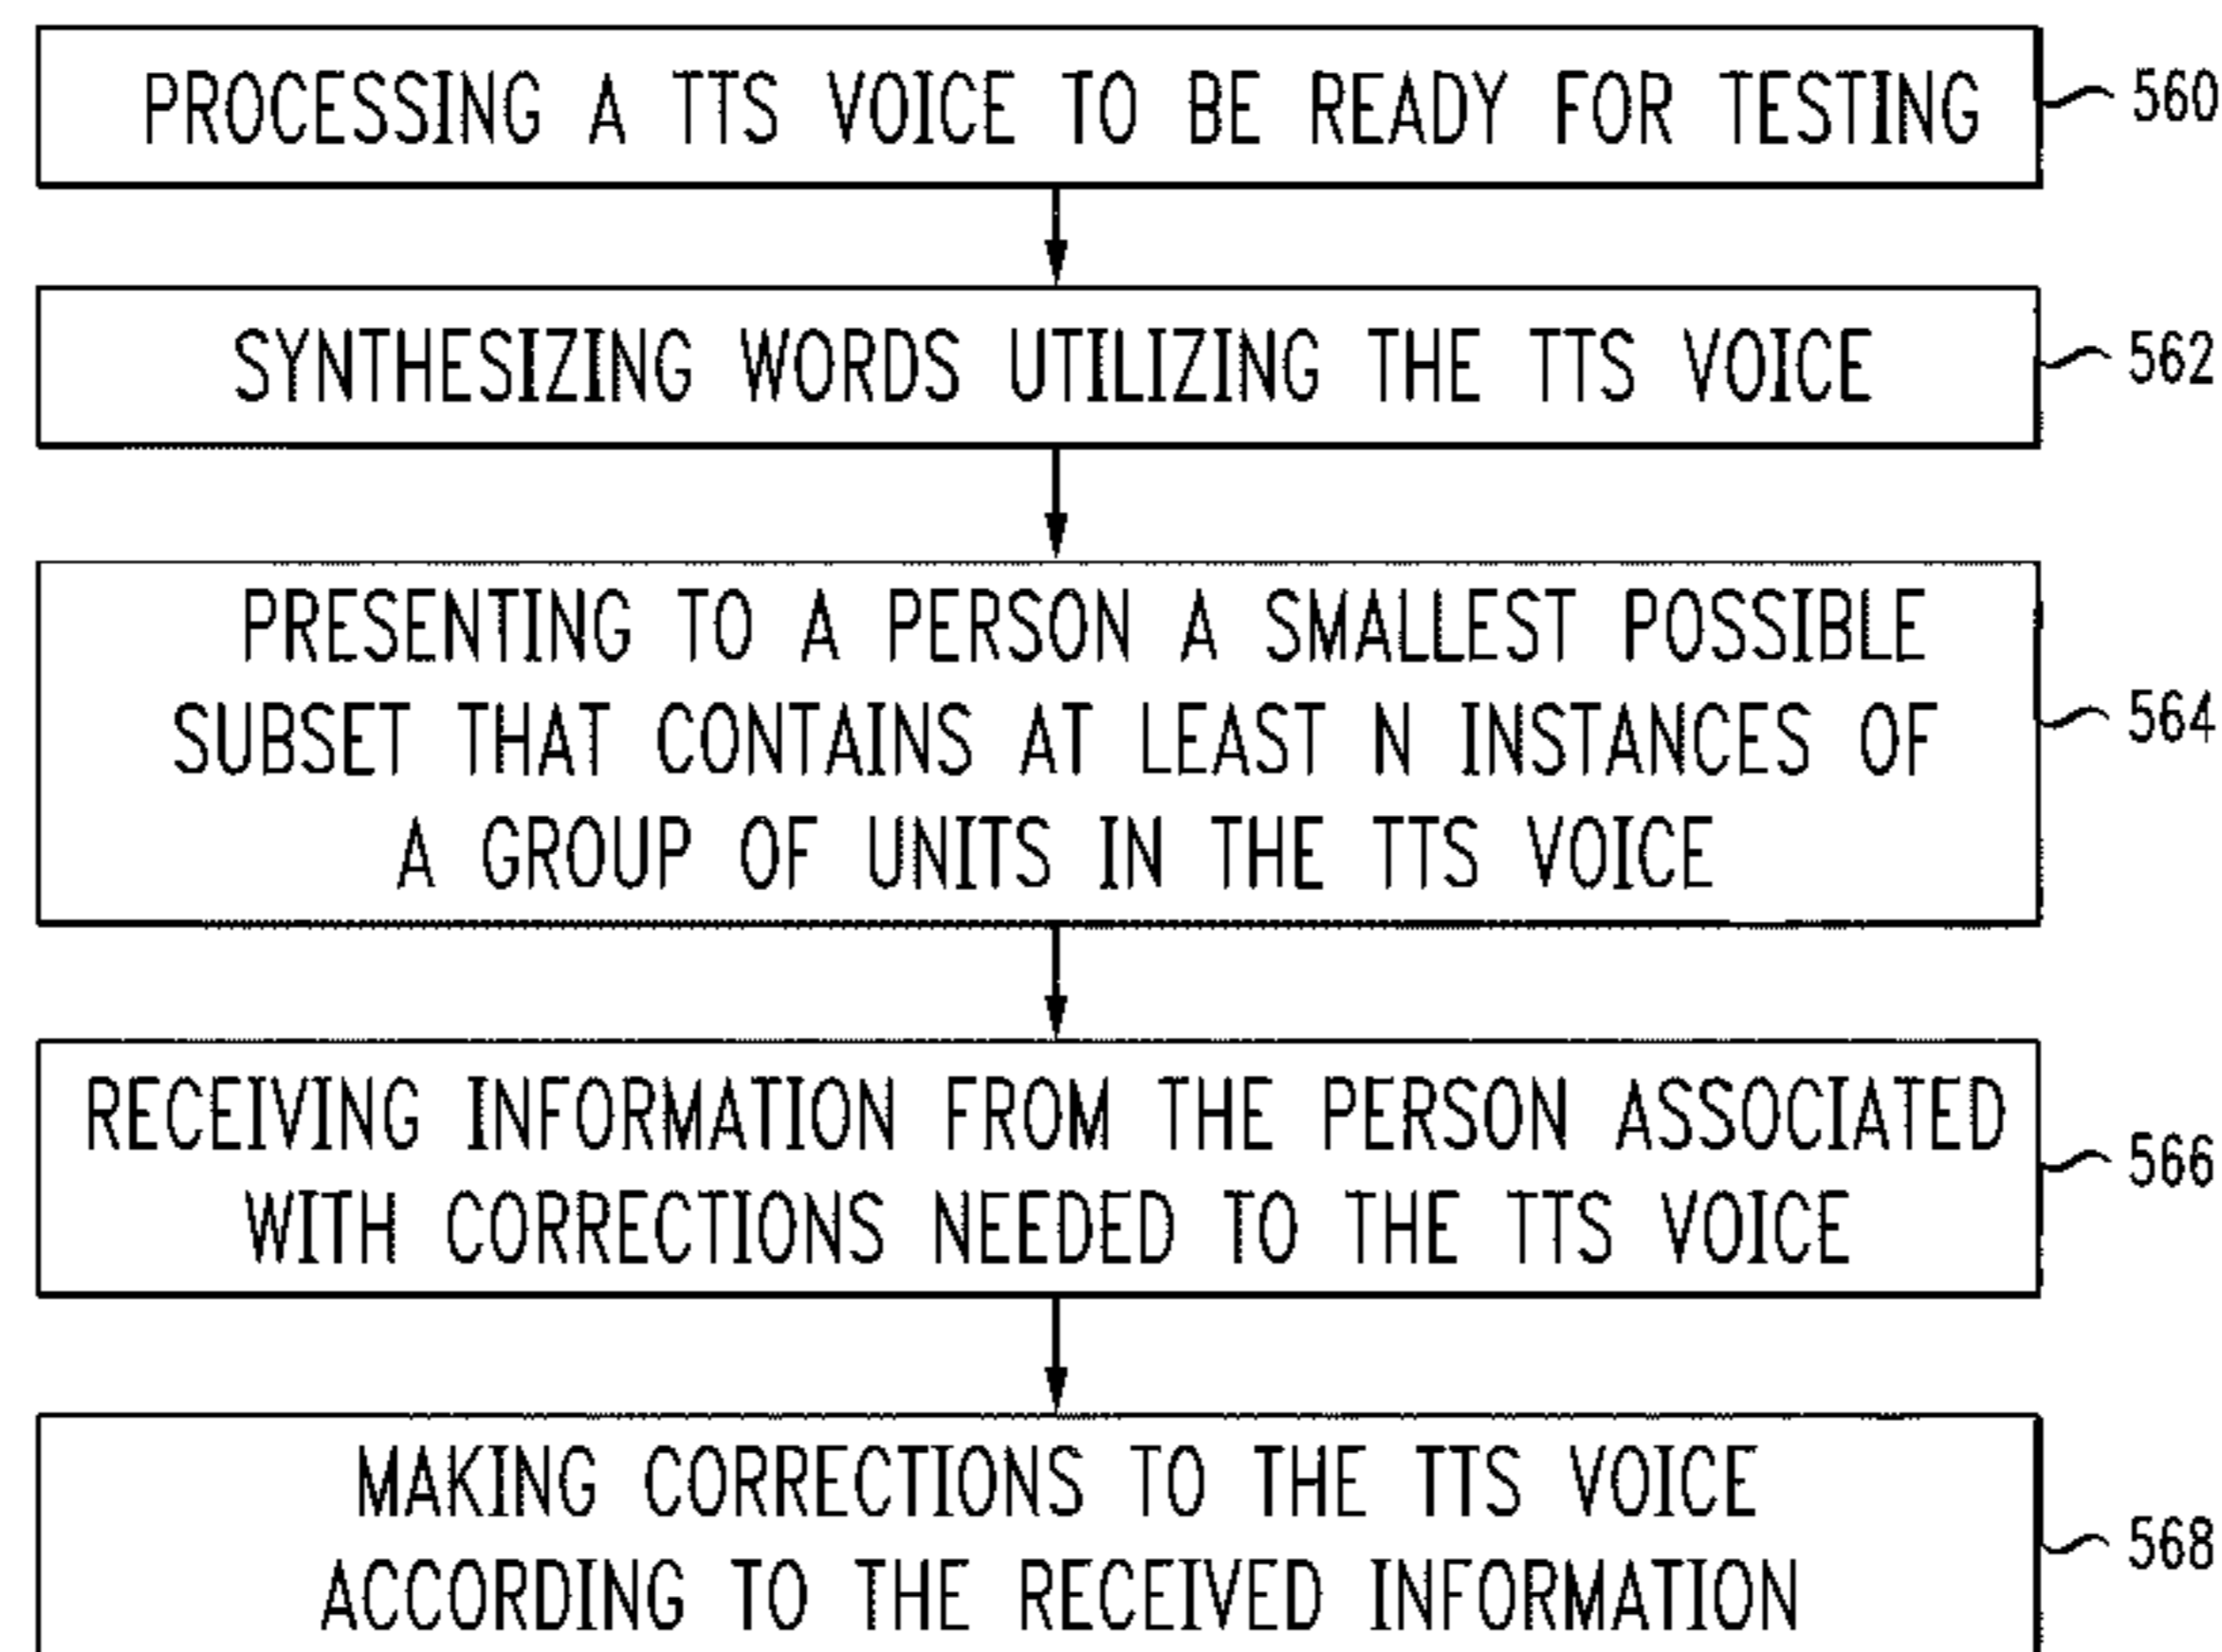 PROCESSING A TTS VOICE TO BE READY FOR TESTING
560
SYNTHESIZING WORDS UTILIZING THE TTS VOICE
562
PRESENTING TO A PERSON A SMALLEST POSSIBLE
SUBSET THAT CONTAINS AT LEAST N INSTANCES OF
A GROUP OF UNITS IN THE TTS VOICE
564
RECEIVING INFORMATION FROM THE PERSON ASSOCIATED
WITH CORRECTIONS NEEDED TO THE TTS VOICE
566
MAKING CORRECTIONS TO THE TTS VOICE
ACCORDING TO THE RECEIVED INFORMATION
568